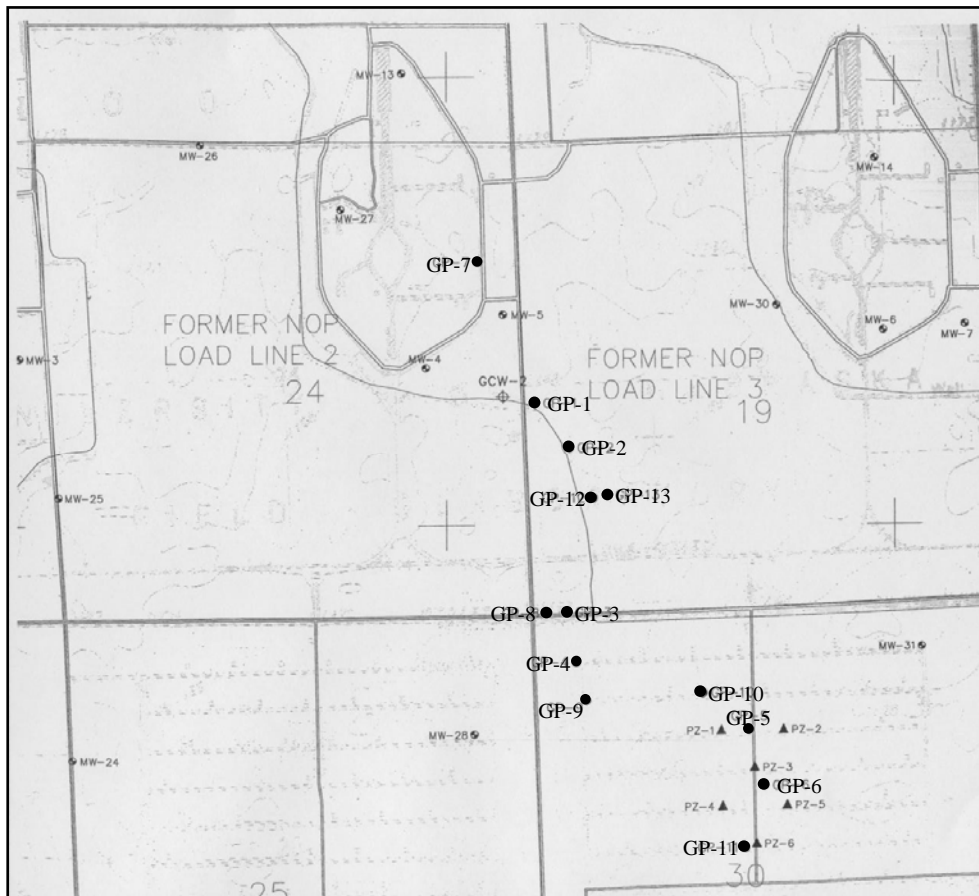 MW-13
MW-26
MW-14
MW-27
GP-7
MW-30
MW-5
MW-6
MW-7
FORMER NOP
LOAD LINE 2
24
MW-3
MW-4
FORMER NOP
LOAD LINE 3
19
GCW-2
GP-1
GP-2
MW-25
GP-12
GP-13
GP-8
GP-3
MW-31
GP-4
GP-10
GP-9
GP-5
MW-28
PZ-1
PZ-2
MW-24
PZ-3
GP-6
PZ-4
PZ-5
GP-11
PZ-6
30
25